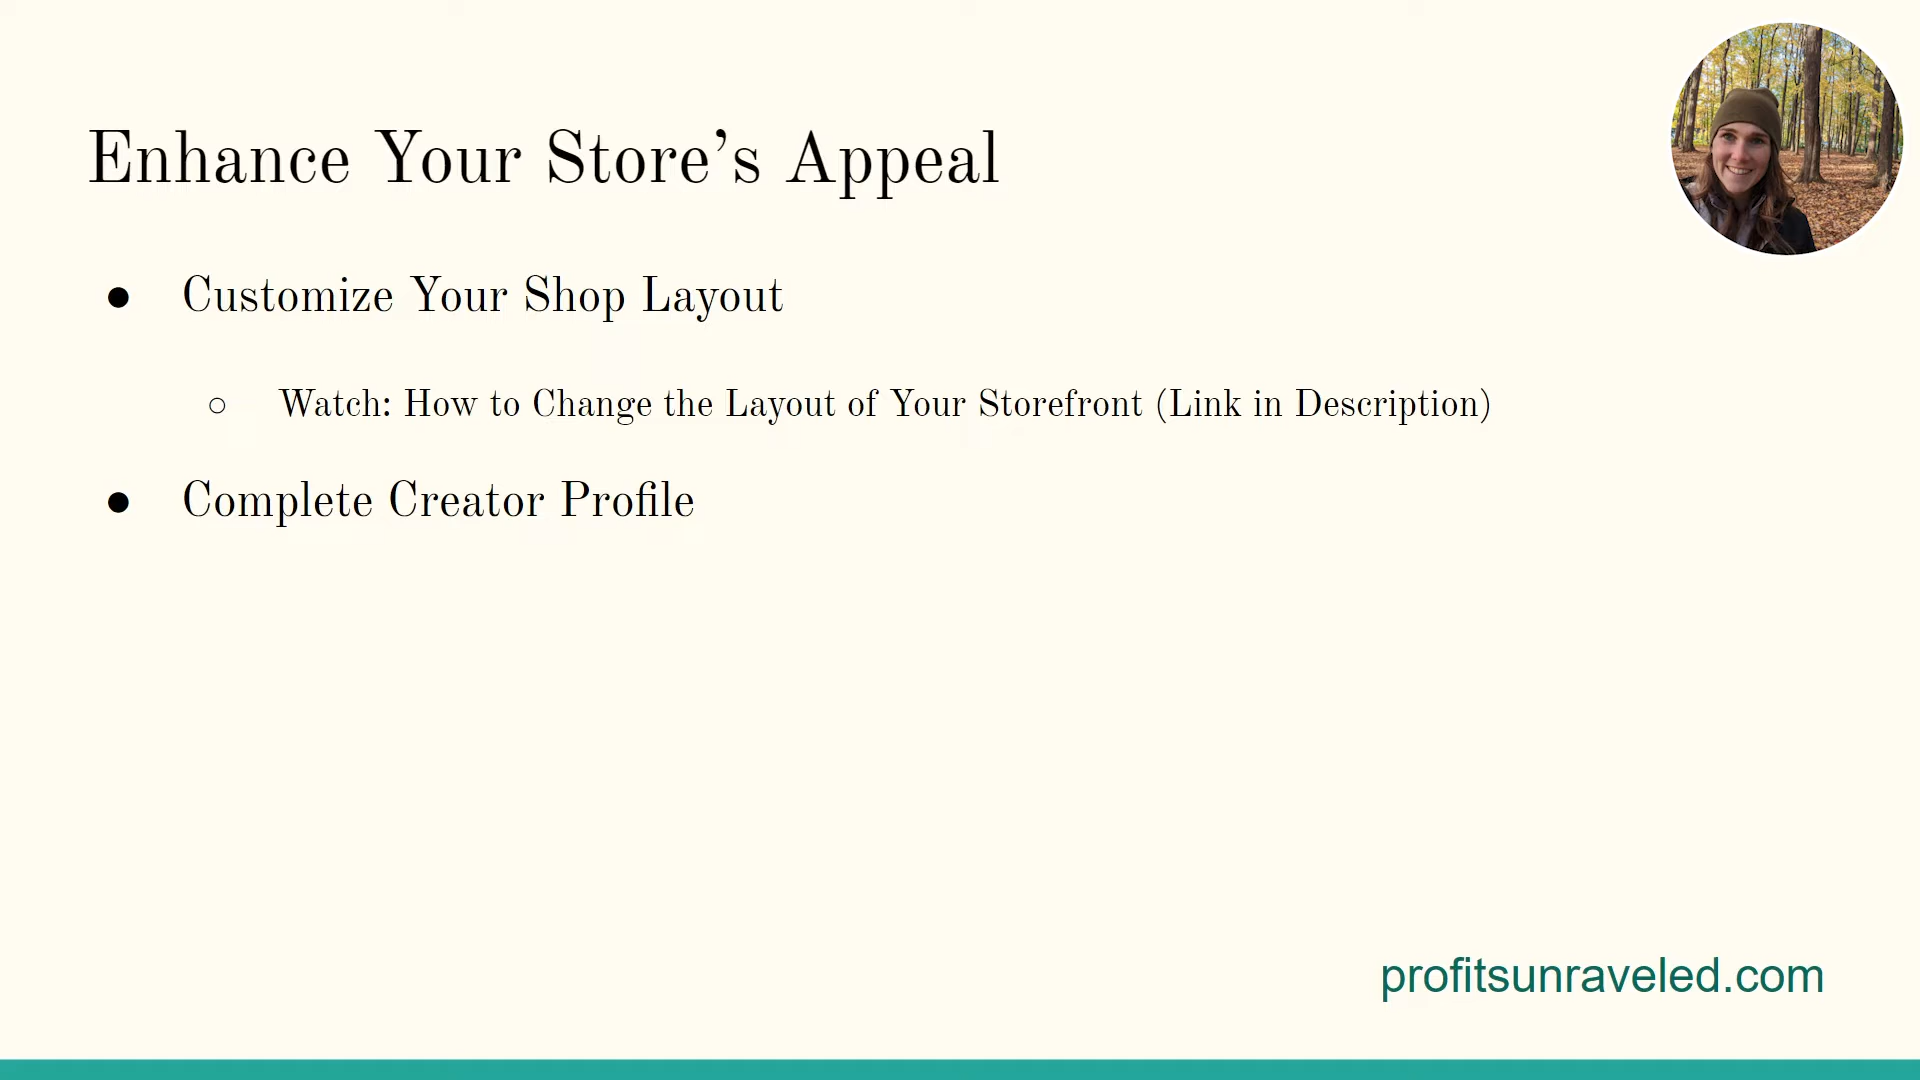 Enhance Your Store’s Appeal
● Customize Your Shop Layout
○ Watch: How to Change the Layout of Your Storefront (Link in Description)
● Complete Creator Profile
profitsunraveled.com